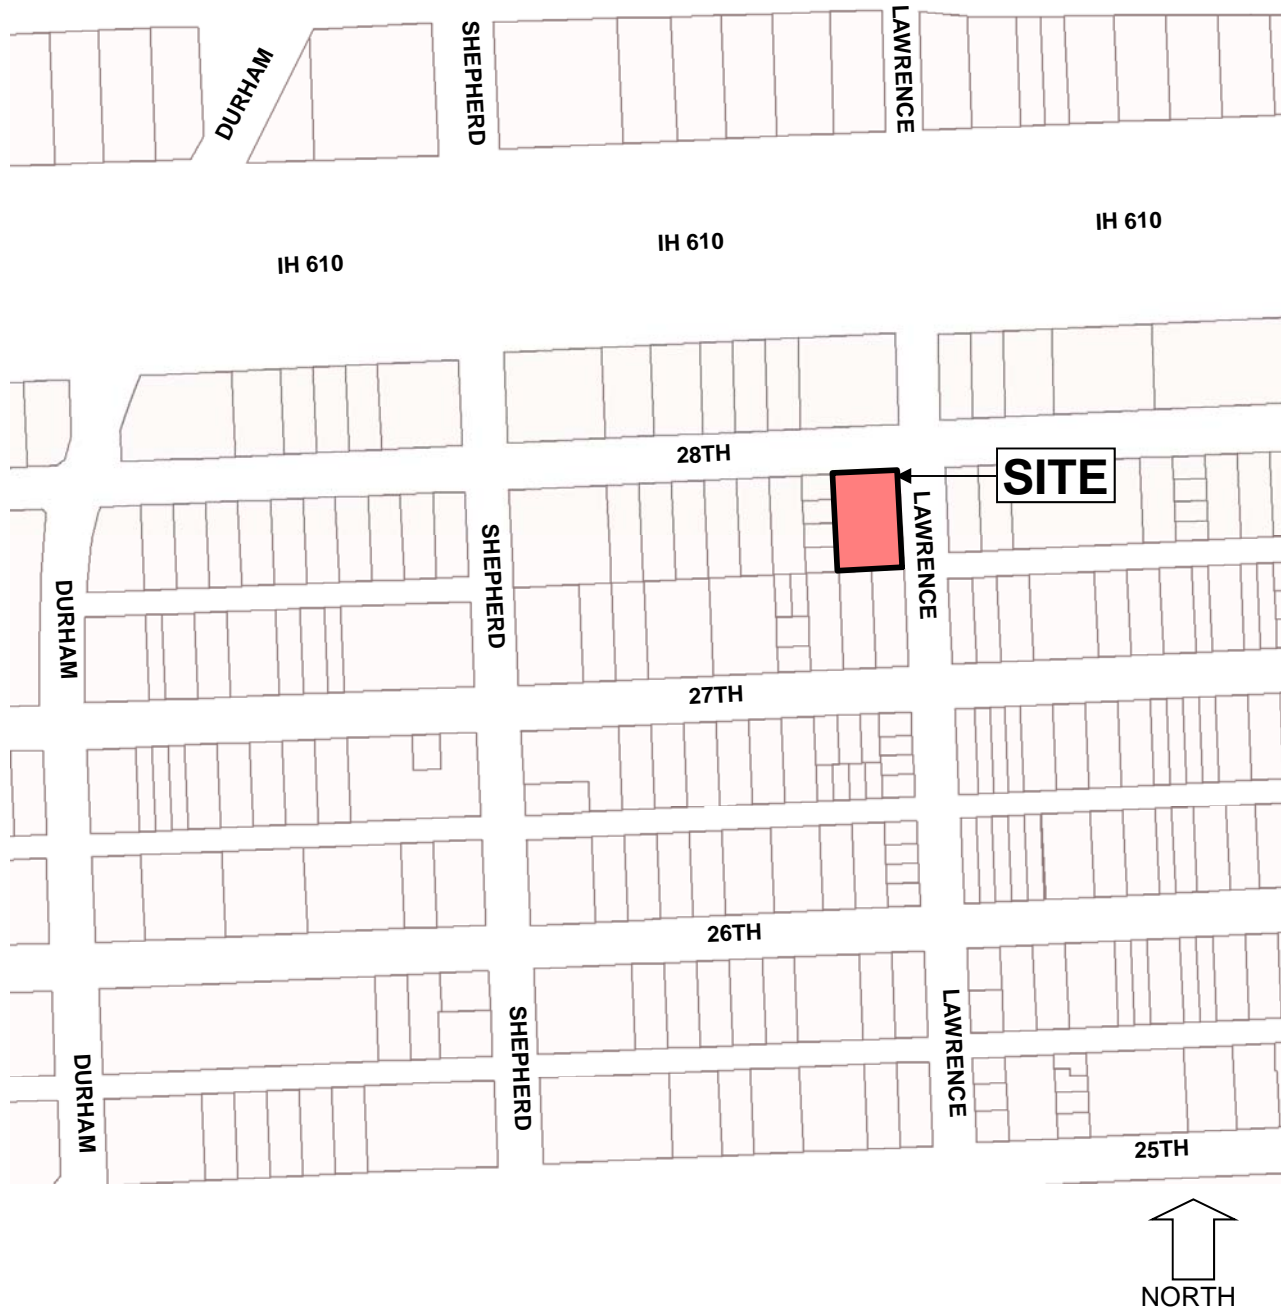 DURHAM
SHEPHERD
LAWRENCE
IH 610
IH 610
IH 610
28TH
SITE
SHEPHERD
LAWRENCE
DURHAM
27TH
26TH
SHEPHERD
LAWRENCE
DURHAM
25TH
NORTH